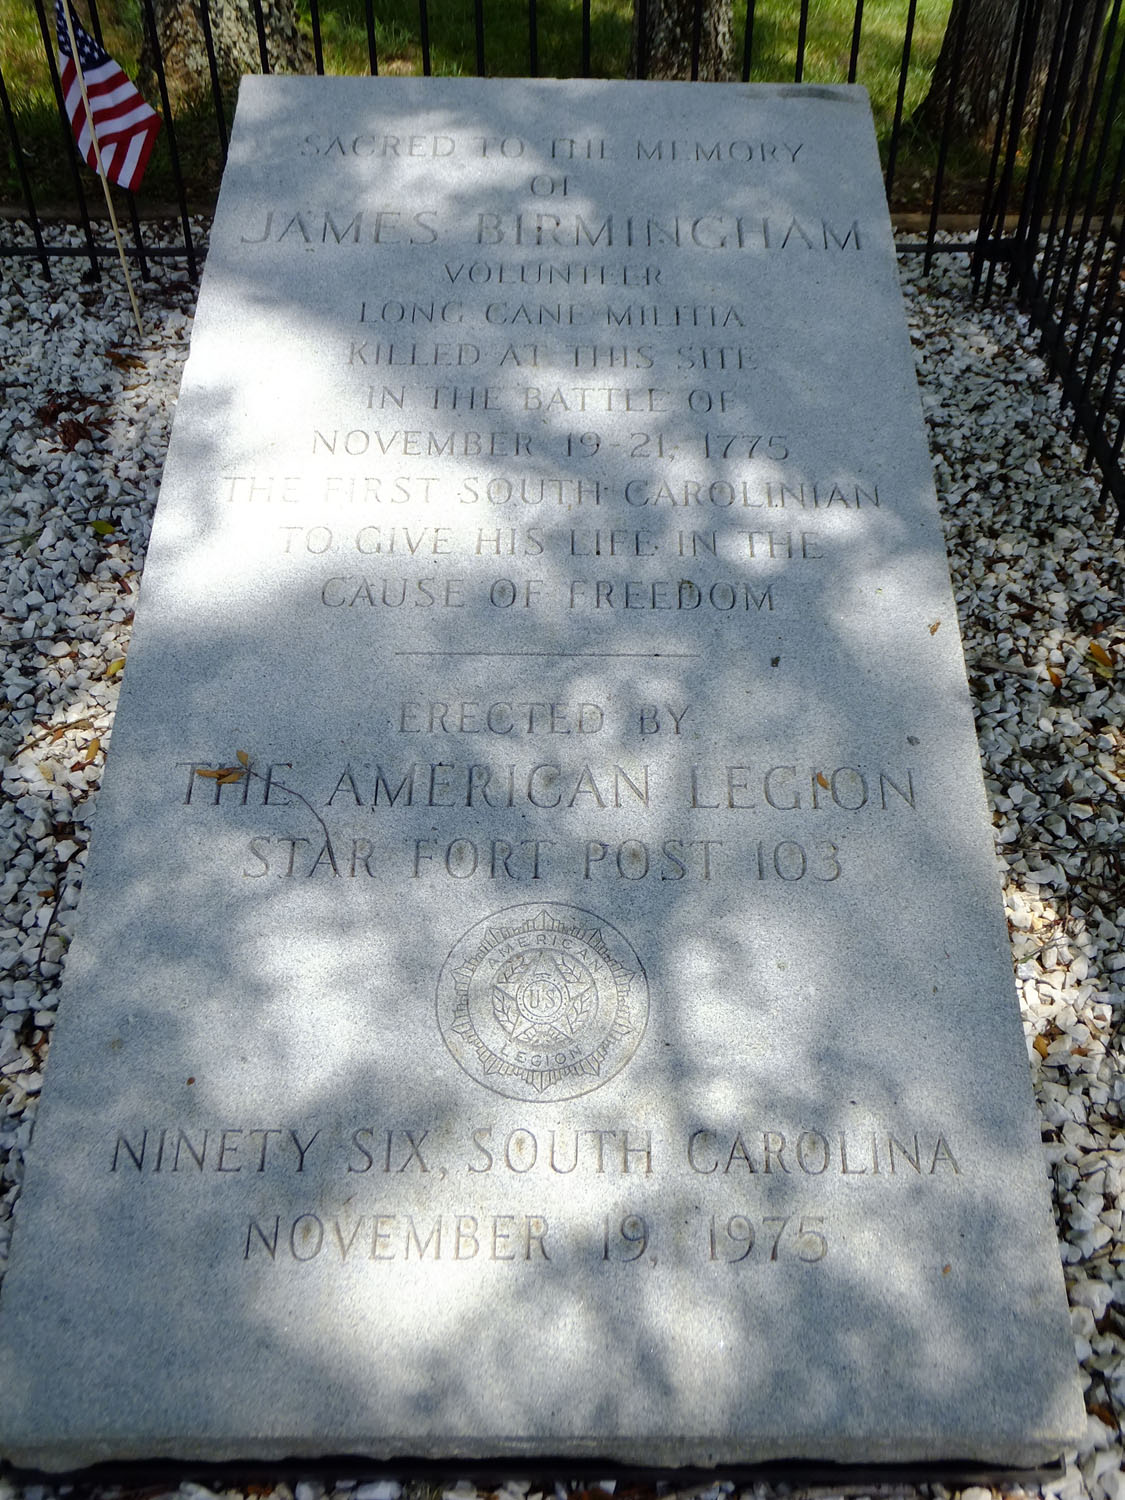 SACRED TO THE MEMORY
OF
JAMES BIRMINGHAM
VOLUNTEER
LONG CANE MILITIA
KILLED AT THIS SITE
IN THE BATTLE OF
NOVEMBER 19-21, 1775
THE FIRST SOUTH CAROLINIAN
TO GIVE HIS LIFE IN THE
CAUSE OF FREEDOM
ERECTED BY
THE AMERICAN LEGION
STAR FORT POST 103
AMERICAN
US
LEGION
NINETY SIX, SOUTH CAROLINA
NOVEMBER 19, 1975